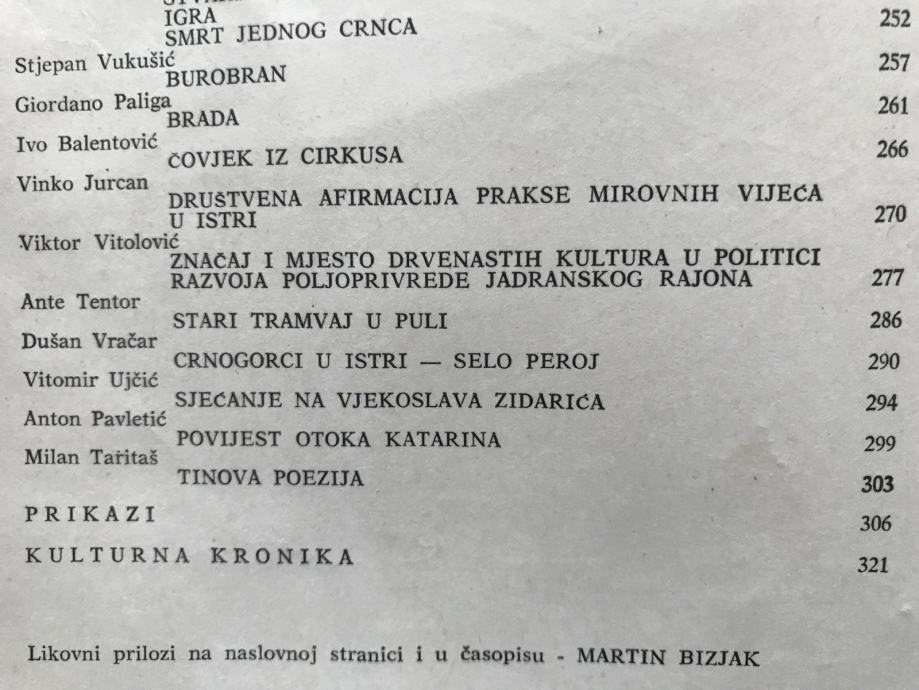 IGRA
SMRT JEDNOG CRNCA 252
Stjepan Vukušić
BUROBRAN 257
Giordano Paliga
BRADA 261
Ivo Balentović
ČOVJEK IZ CIRKUSA 266
Vinko Jurcan
DRUŠTVENA AFIRMACIJA PRAKSE MIROVNIH VIJEĆA
U ISTRI 270
Viktor Vitolović
ZNAČAJ I MJESTO DRVENASTIH KULTURA U POLITICI
RAZVOJA POLJOPRIVREDE JADRANSKOG RAJONA 277
Ante Tentor
STARI TRAMVAJ U PULI 286
Dušan Vračar
CRNOGORCI U ISTRI — SELO PEROJ 290
Vitomir Ujčić
SJEĆANJE NA VJEKOSLAVA ZIDARIĆA 294
Anton Pavletić
POVIJEST OTOKA KATARINA 299
Milan Taritaš
TINOVA POEZIJA 303
PRIKAZI 306
KULTURNA KRONIKA 321
Likovni prilozi na naslovnoj stranici i u časopisu - MARTIN BIZJAK